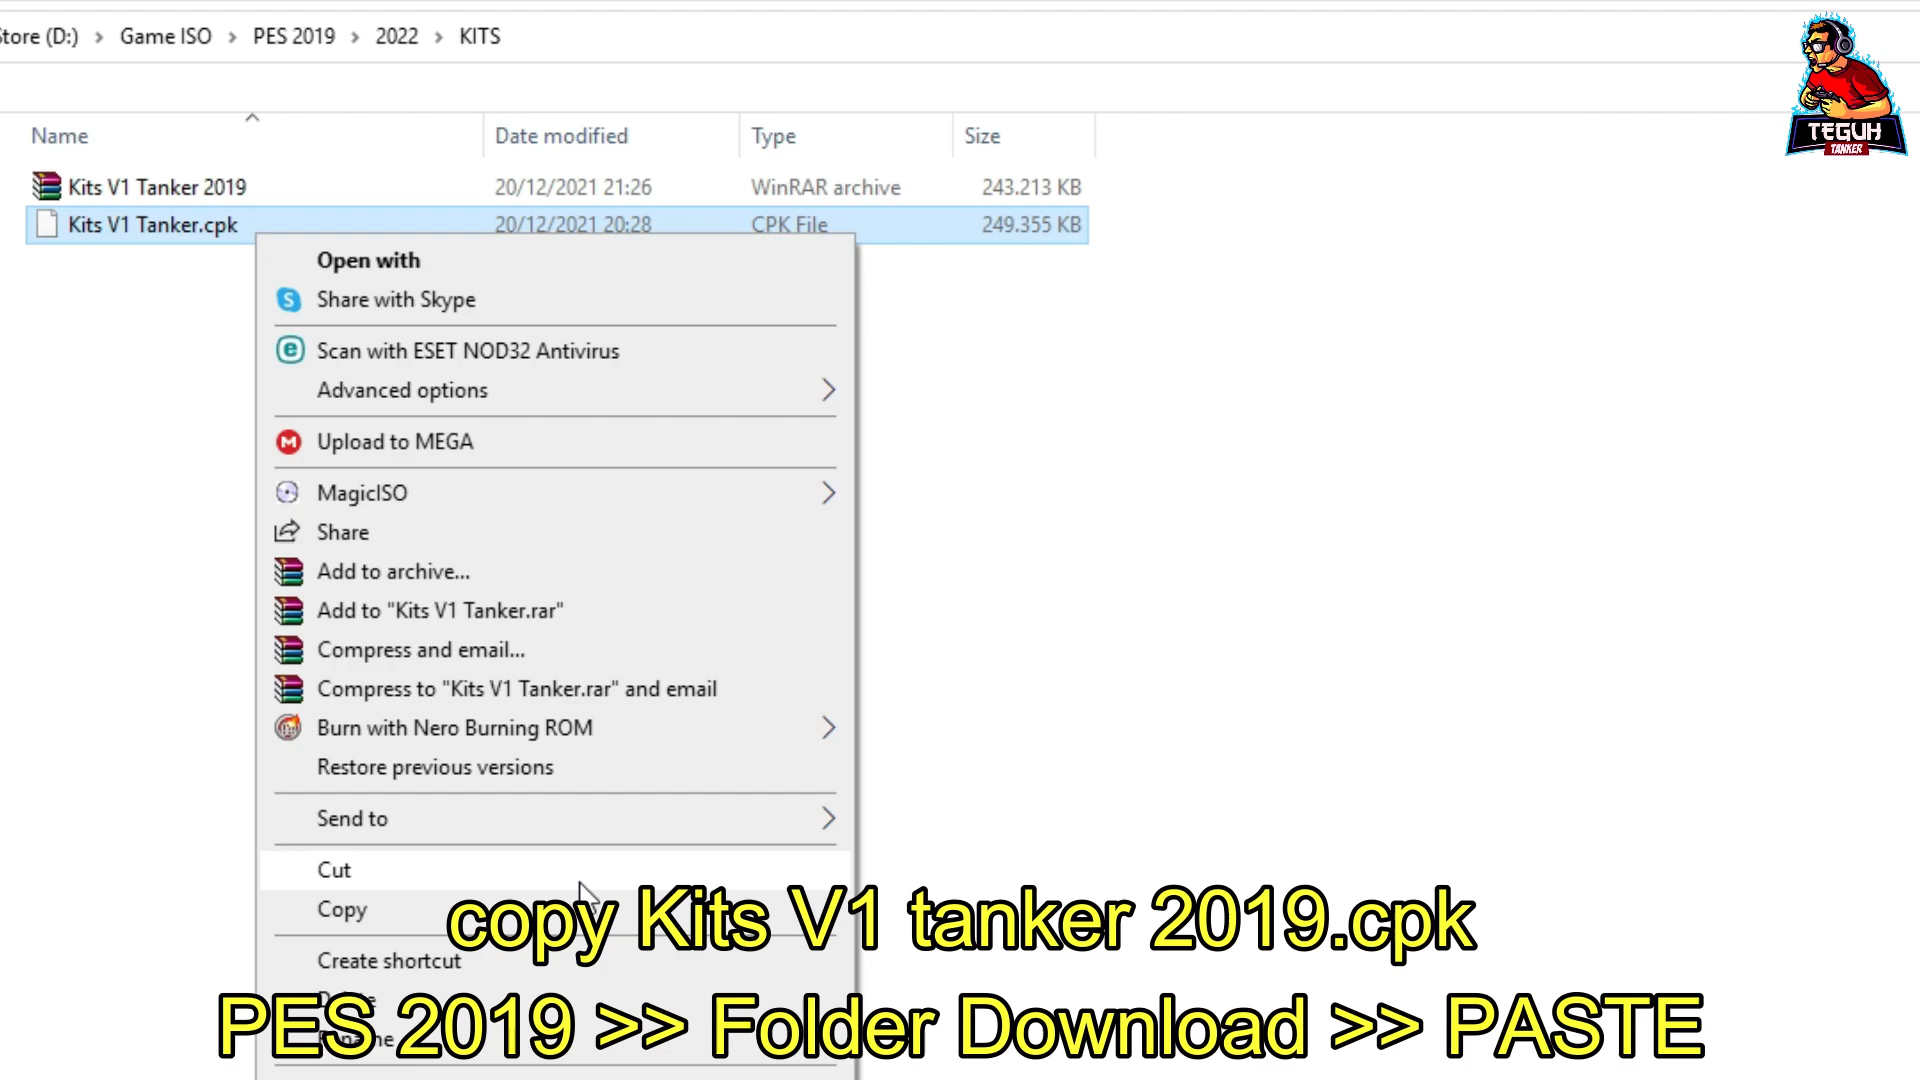 Store (D:) > Game ISO > PES 2019 > 2022 > KITS
TEGUH
TANKER
Name Date modified Type Size
Kits V1 Tanker 2019 20/12/2021 21:26 WinRAR archive 243.213 KB
Kits V1 Tanker.cpk 20/12/2021 20:28 CPK File 249.355 KB
Open with
Share with Skype
Scan with ESET NOD32 Antivirus
Advanced options
Upload to MEGA
MagicISO
Share
Add to archive...
Add to "Kits V1 Tanker.rar"
Compress and email...
Compress to "Kits V1 Tanker.rar" and email
Burn with Nero Burning ROM
Restore previous versions
Send to
Cut
Copy
copy Kits V1 tanker 2019.cpk
Create shortcut
PES 2019 >> Folder Download >> PASTE